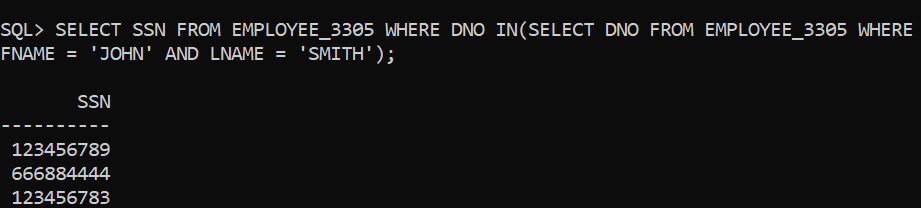 SQL> SELECT SSN FROM EMPLOYEE_3305 WHERE DNO IN(SELECT DNO FROM EMPLOYEE_3305 WHERE
FNAME = 'JOHN' AND LNAME = 'SMITH');
SSN
----------
123456789
666884444
123456783